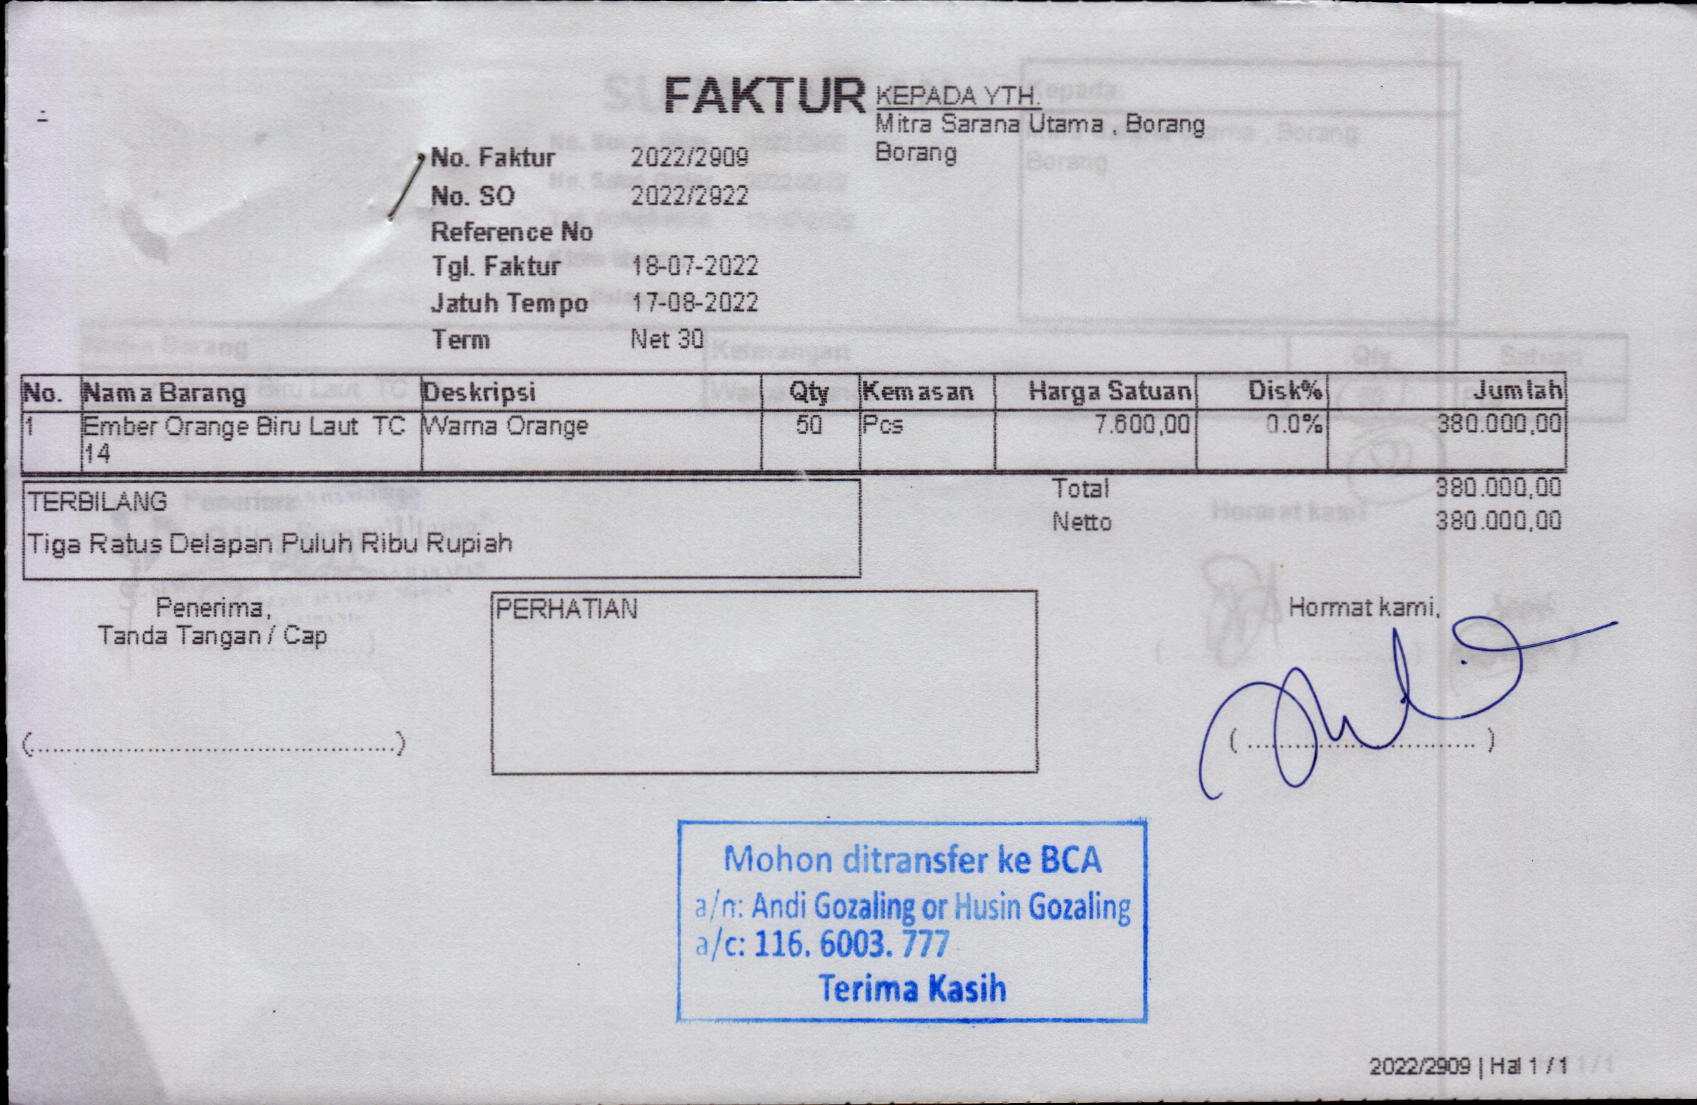 FAKTUR
KEPADA YTH.
Mitra Sarana Utama , Borang
Borang
No. Faktur 2022/2909
No. SO 2022/2922
Reference No
Tgl. Faktur 18-07-2022
Jatuh Tempo 17-08-2022
Term Net 30
No. Nama Barang Deskripsi Qty Kemasan Harga Satuan Disk% Jumlah
1 Ember Orange Biru Laut TC Warna Orange 50 Pcs 7.600,00 0.0% 380.000,00
14
Total 380.000,00
Netto 380.000,00
TERBILANG
Tiga Ratus Delapan Puluh Ribu Rupiah
Penerima,
Tanda Tangan / Cap
(..................................................)
PERHATIAN
Hormat kami,
( ................................ )
Mohon ditransfer ke BCA
a/n: Andi Gozaling or Husin Gozaling
a/c: 116. 6003. 777
Terima Kasih
2022/2909 | Hal 1 / 1